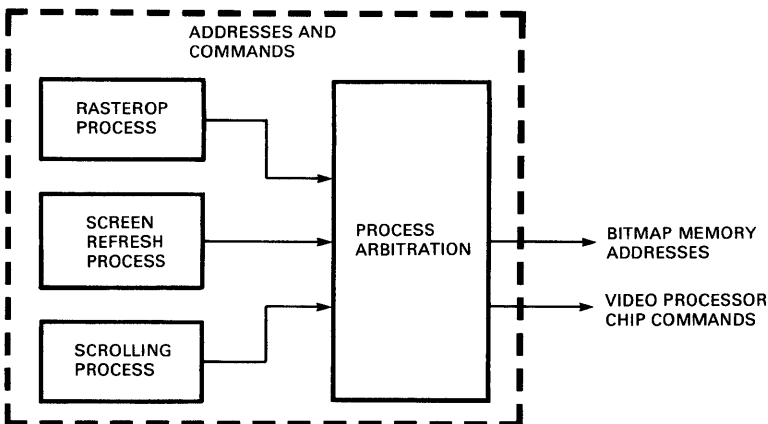 ADDRESSES AND
COMMANDS
RASTEROP
PROCESS
SCREEN
REFRESH
PROCESS
SCROLLING
PROCESS
PROCESS
ARBITRATION
BITMAP MEMORY
ADDRESSES
VIDEO PROCESSOR
CHIP COMMANDS